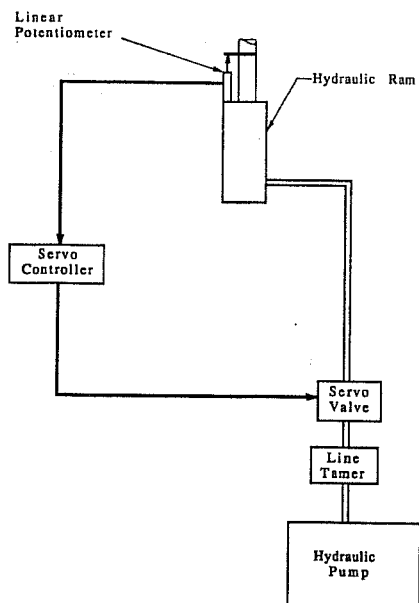 Linear
Potentiometer
Hydraulic Ram
Servo
Controller
Servo
Valve
Line
Tamer
Hydraulic
Pump